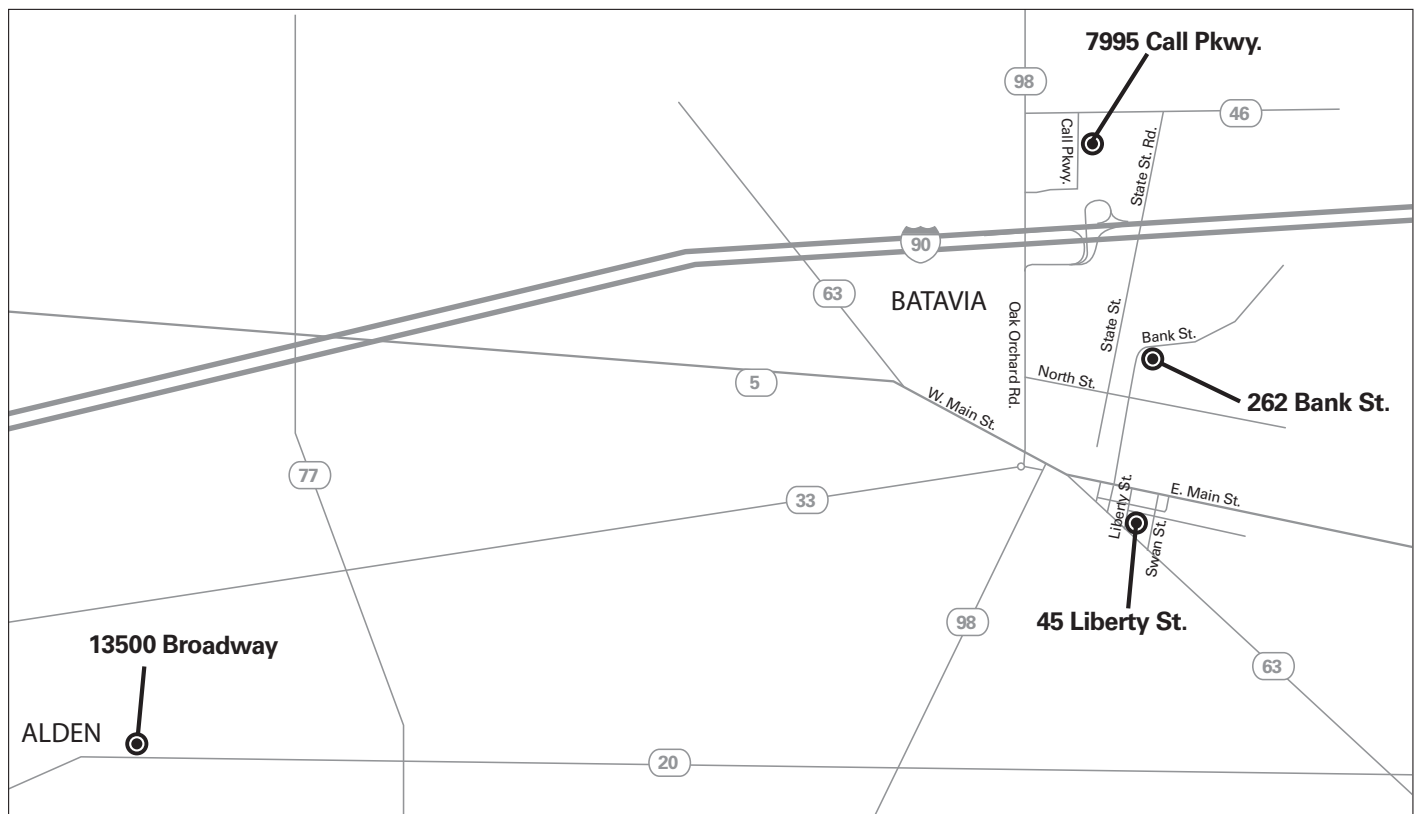 7995 Call Pkwy.
98
46
Call Pkwy.
State St. Rd.
90
63
BATAVIA
Oak Orchard Rd.
State St.
Bank St.
5
North St.
W. Main St.
262 Bank St.
77
33
Liberty St.
E. Main St.
Swan St.
98
45 Liberty St.
13500 Broadway
63
ALDEN
20